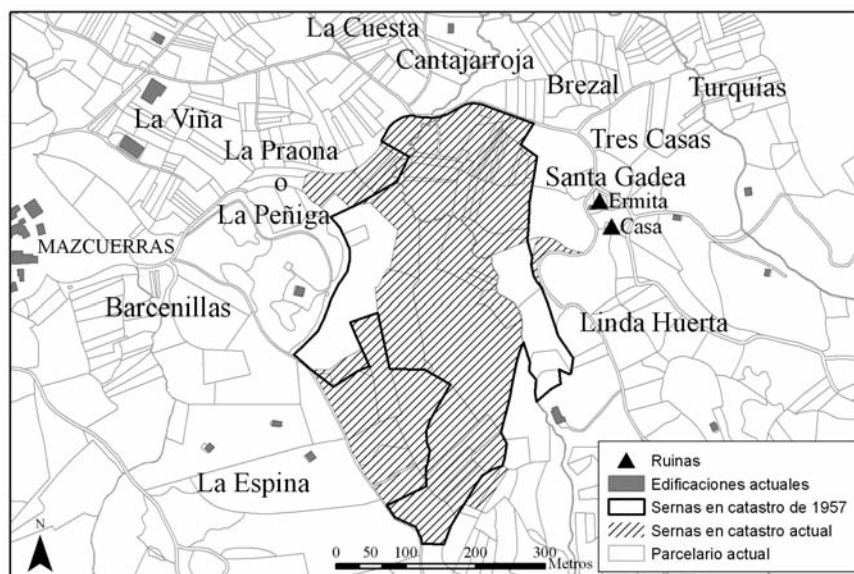 La Cuesta
Cantajarroja
Brezal
Turquías
La Viña
Tres Casas
La Praona
o
La Peñiga
Santa Gadea
Ermita
Casa
MAZCUERRAS
Barcenillas
Linda Huerta
La Espina
N
0 50 100 200 300
Metros
Ruinas
Edificaciones actuales
Sernas en catastro de 1957
Sernas en catastro actual
Parcelario actual